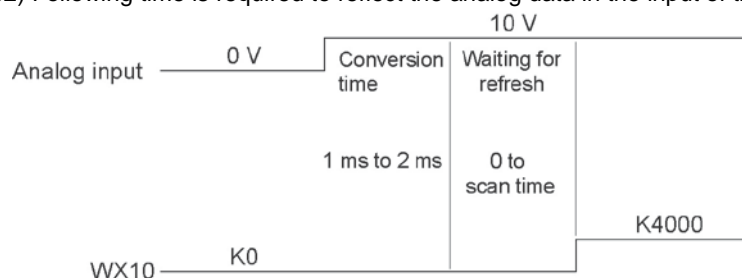 2) Following time is required to reflect the analog data in the input of t
10 V
Analog input
0 V
Conversion
time
Waiting for
refresh
1 ms to 2 ms
0 to
scan time
K4000
WX10
K0